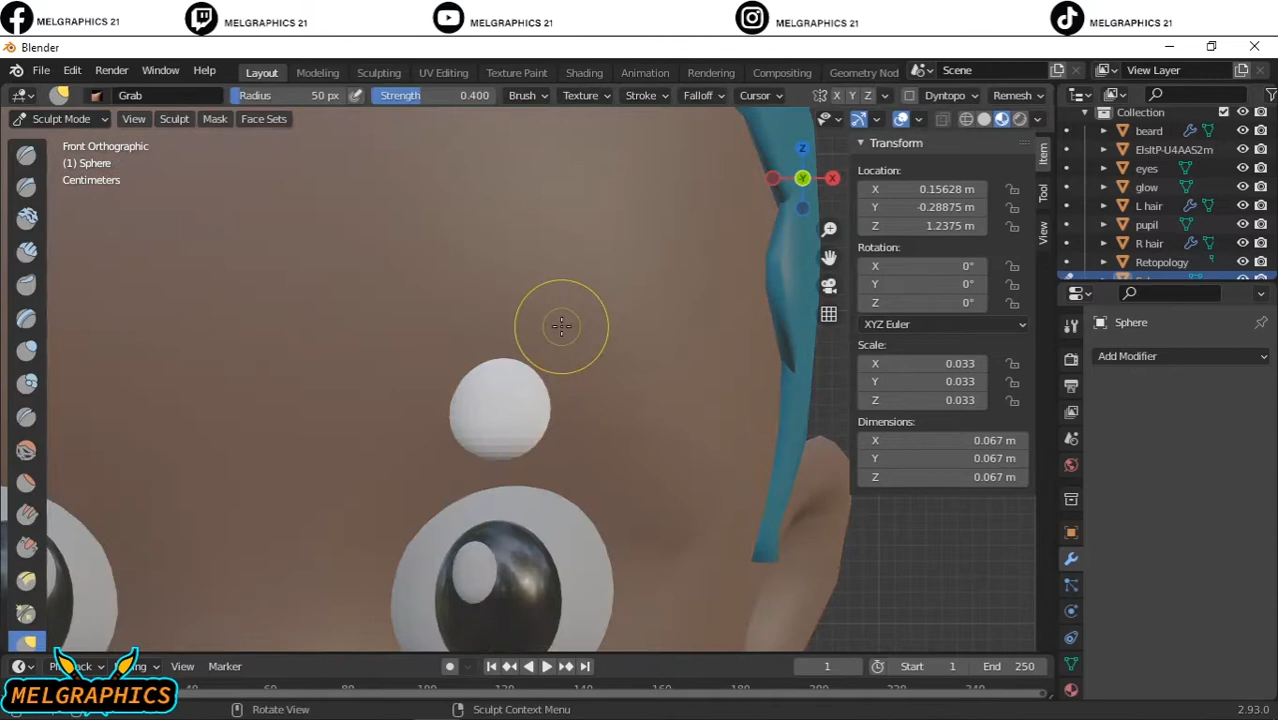 MELGRAPHICS 21 MELGRAPHICS 21 MELGRAPHICS 21 MELGRAPHICS 21 MELGRAPHICS 21
Blender
File Edit Render Window Help Layout Modeling Sculpting UV Editing Texture Paint Shading Animation Rendering Compositing Geometry Nod Scene View Layer
Grab Radius 50 px Strength 0.400 Brush Texture Stroke Falloff Cursor X Y Z Dyntopo Remesh
Sculpt Mode View Sculpt Mask Face Sets
Collection
beard
ElsItP-U4AAS2m
eyes
glow
L hair
pupil
R hair
Retopology
Front Orthographic
(1) Sphere
Centimeters
Z
X
Y
Transform
Location:
X 0.15628 m
Y -0.28875 m
Z 1.2375 m
Rotation:
X 0°
Y 0°
Z 0°
XYZ Euler
Scale:
X 0.033
Y 0.033
Z 0.033
Dimensions:
X 0.067 m
Y 0.067 m
Z 0.067 m
Item
Tool
View
Sphere
Add Modifier
View Marker 1 Start 1 End 250
MELGRAPHICS
Rotate View Sculpt Context Menu 2.93.0